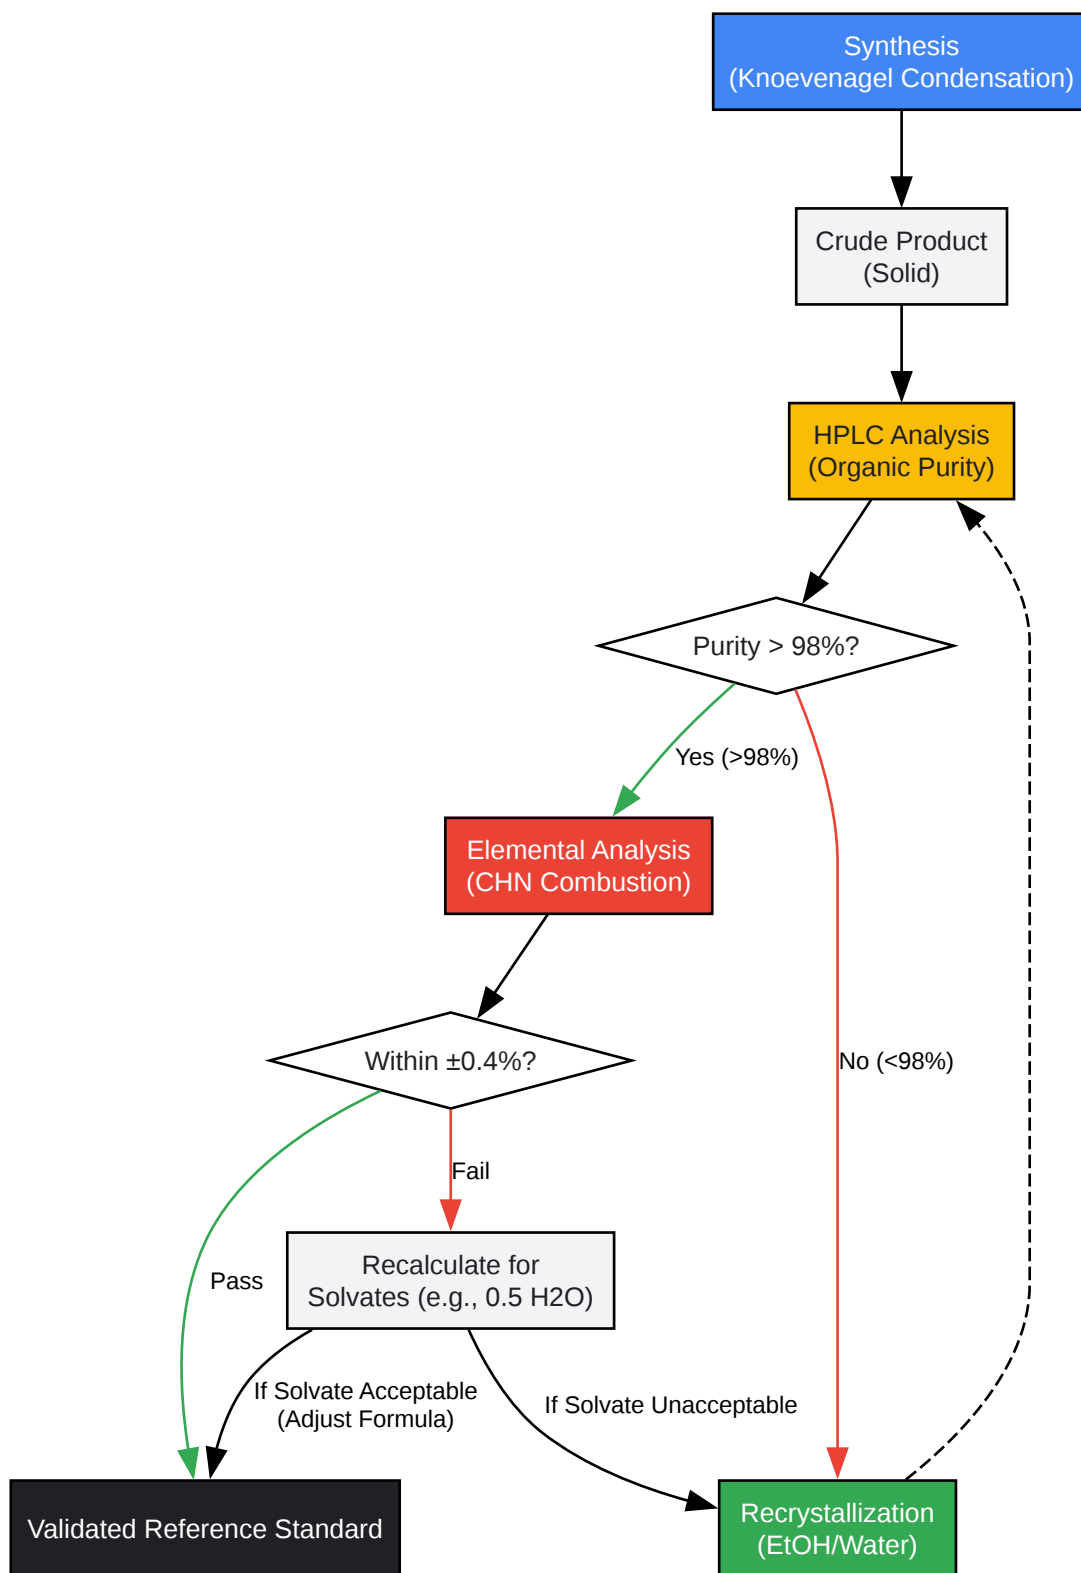 Synthesis
(Knoevenagel Condensation)
Crude Product
(Solid)
HPLC Analysis
(Organic Purity)
Purity > 98%?
Yes (>98%)
Elemental Analysis
(CHN Combustion)
Within ±0.4%?
No (<98%)
Fail
Recalculate for
Solvates (e.g., 0.5 H2O)
Pass
If Solvate Acceptable
(Adjust Formula)
If Solvate Unacceptable
Validated Reference Standard
Recrystallization
(EtOH/Water)